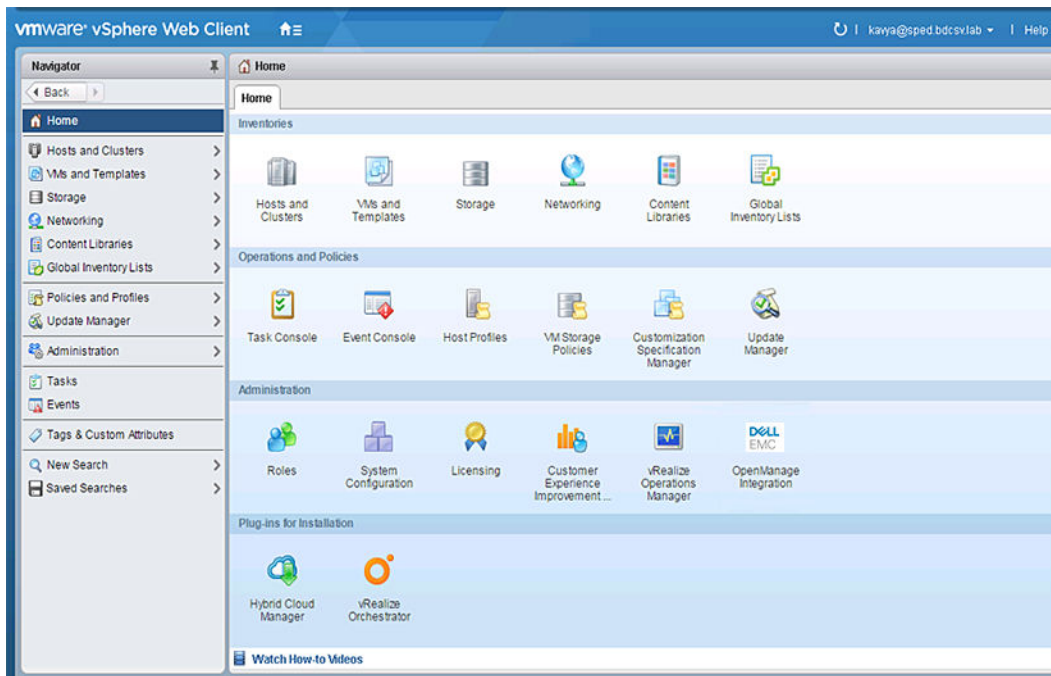 vmware® vSphere Web Client
kavya@sped.bdcsv.lab
Help
Navigator
Back
Home
Hosts and Clusters
VMs and Templates
Storage
Networking
Content Libraries
Global Inventory Lists
Policies and Profiles
Update Manager
Administration
Tasks
Events
Tags & Custom Attributes
New Search
Saved Searches
Home
Home
Inventories
Hosts and
Clusters
VMs and
Templates
Storage
Networking
Content
Libraries
Global
Inventory Lists
Operations and Policies
Task Console
Event Console
Host Profiles
VM Storage
Policies
Customization
Specification
Manager
Update
Manager
Administration
Roles
System
Configuration
Licensing
Customer
Experience
Improvement ...
vRealize
Operations
Manager
DELL
EMC
OpenManage
Integration
Plug-ins for Installation
Hybrid Cloud
Manager
vRealize
Orchestrator
Watch How-to Videos